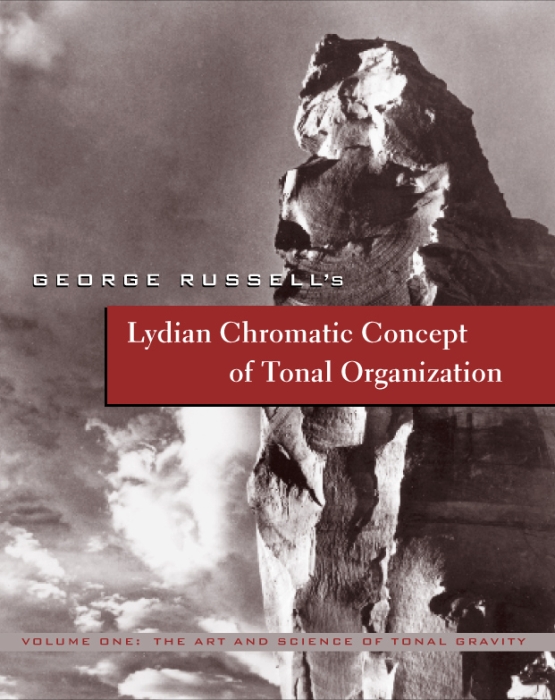 GEORGE RUSSELL'S
Lydian Chromatic Concept
of Tonal Organization
VOLUME ONE: THE ART AND SCIENCE OF TONAL GRAVITY